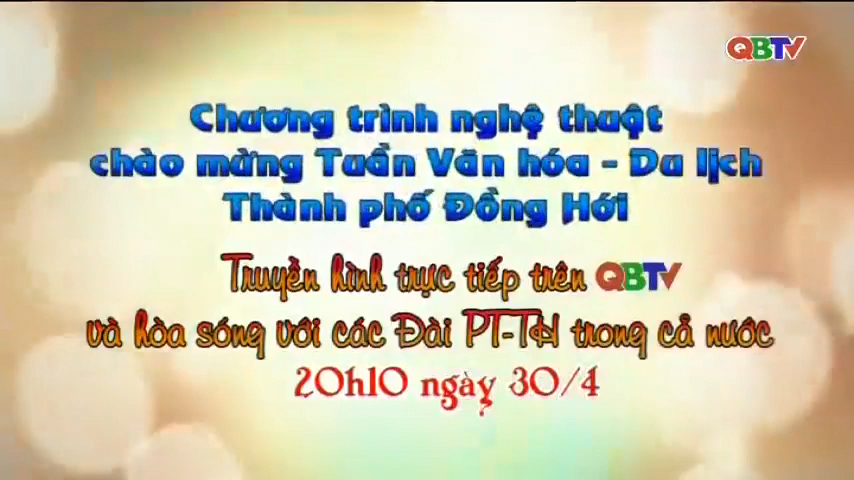 QBTV
Chương trình nghệ thuật
chào mừng Tuần Văn hóa - Du lịch
Thành phố Đồng Hới
Truyền hình trực tiếp trên QBTV
và hòa sóng với các Đài PT-TH trong cả nước
20h10 ngày 30/4